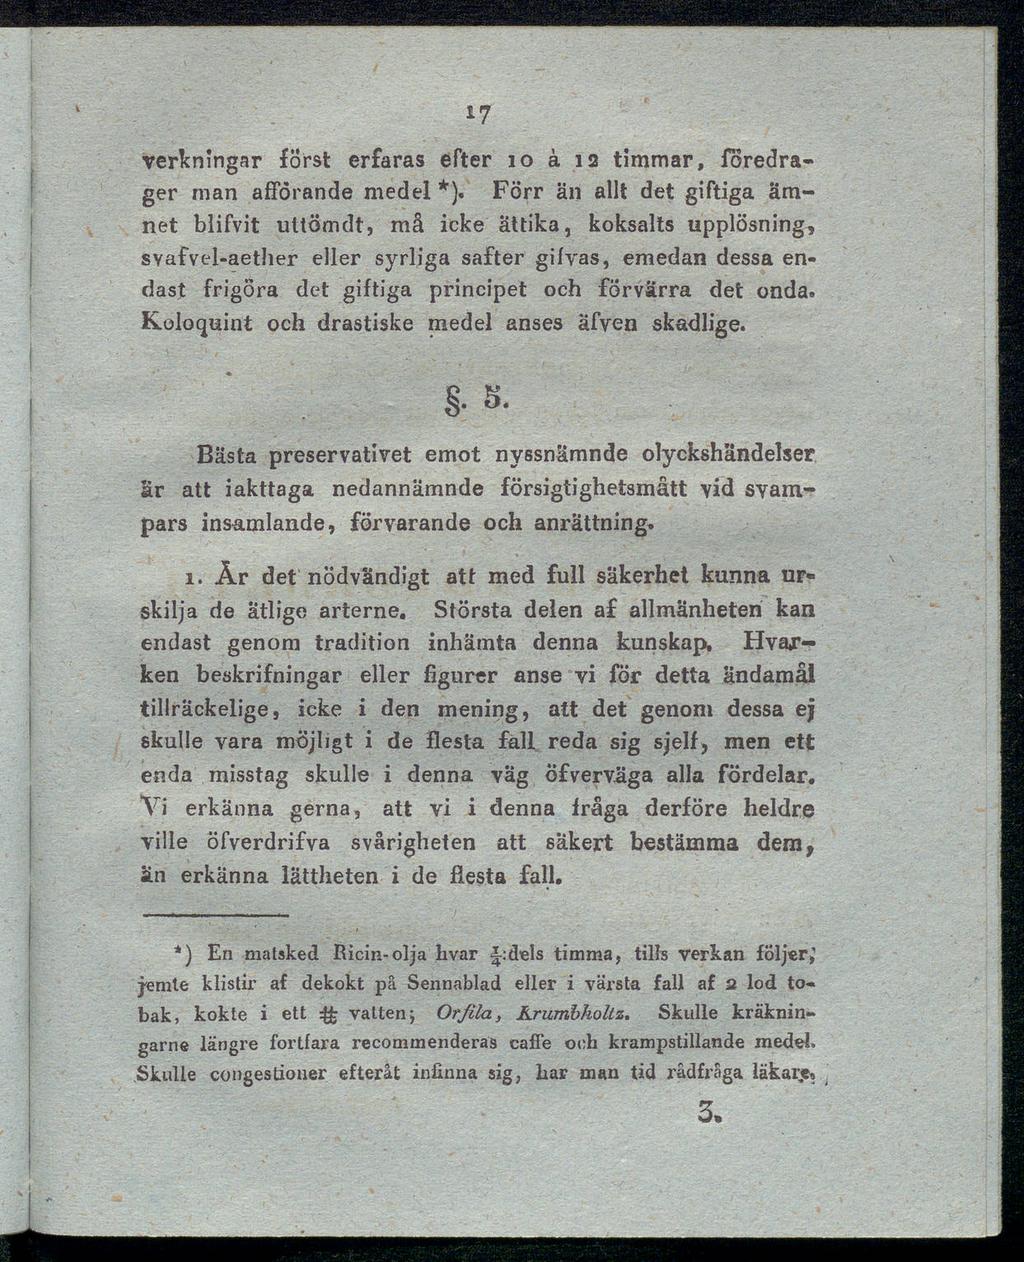 17
verkningar först erfaras efter 10 à 12 timmar, föredra-
ger man afförande medel *). Förr än allt det giftiga äm-
net blifvit uttömdt, må icke ättika, koksalts upplösning,
svafvel-aether eller syrliga safter gifvas, emedan dessa en-
dast frigöra det giftiga principet och förvärra det onda.
Koloquint och drastiske medel anses äfven skadlige.
§. 5.
Bästa preservativet emot nyssnämnde olyckshändelser
är att iakttaga nedannämnde försigtighetsmått vid svam-
pars insamlande, förvarande och anrättning.
1. Är det nödvändigt att med full säkerhet kunna ur-
skilja de ätlige arterne. Största delen af allmänheten kan
endast genom tradition inhämta denna kunskap. Hvar-
ken beskrifningar eller figurer anse vi för detta ändamål
tillräckelige, icke i den mening, att det genom dessa ej
skulle vara möjligt i de flesta fall reda sig sjelf, men ett
enda misstag skulle i denna väg öfverväga alla fördelar.
Vi erkänna gerna, att vi i denna fråga derföre heldre
ville öfverdrifva svårigheten att säkert bestämma dem,
än erkänna lättheten i de flesta fall.
*) En matsked Ricin-olja hvar ¼:dels timma, tills verkan följer,
jemte klistir af dekokt på Sennablad eller i värsta fall af 2 lod to-
bak, kokte i ett ℔ vatten; Orfila, Krumbholtz. Skulle kräknin-
garne längre fortfara recommenderas caffe och krampstillande medel.
Skulle congestioner efteråt infinna sig, har man tid rådfråga läkare.
3.